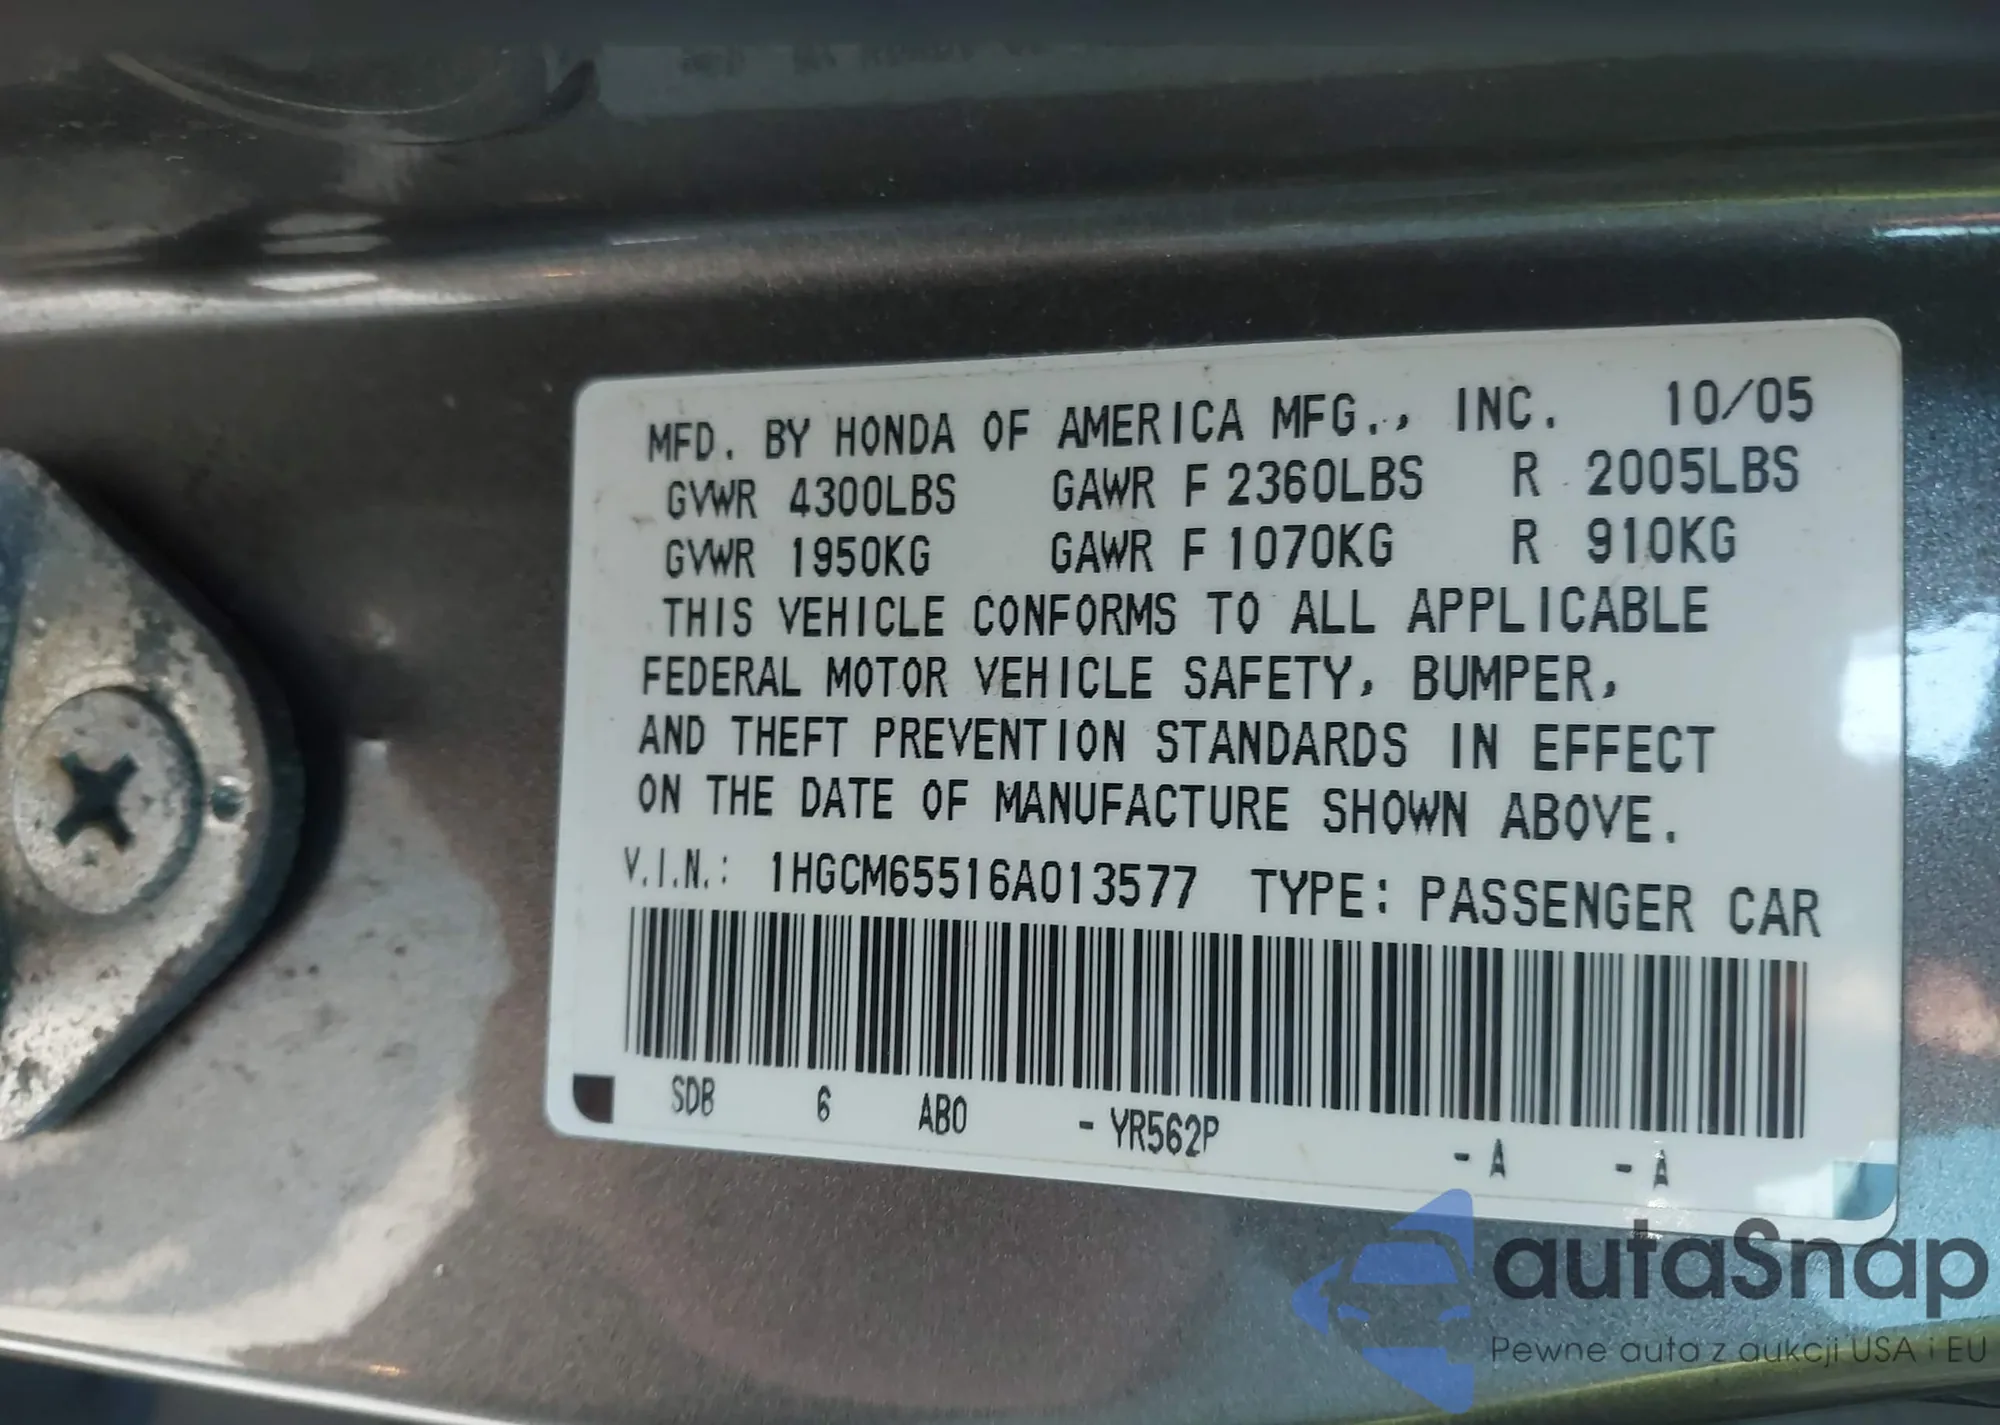 MFD. BY HONDA OF AMERICA MFG., INC. 10/05
GVWR 4300LBS GAWR F 2360LBS R 2005LBS
GVWR 1950KG GAWR F 1070KG R 910KG
THIS VEHICLE CONFORMS TO ALL APPLICABLE
FEDERAL MOTOR VEHICLE SAFETY, BUMPER,
AND THEFT PREVENTION STANDARDS IN EFFECT
ON THE DATE OF MANUFACTURE SHOWN ABOVE.
V.I.N.: 1HGCM65516A013577 TYPE: PASSENGER CAR
SDB 6 ABO - YR562P - A - A
autaSnap
Pewne auta z aukcji USA i EU